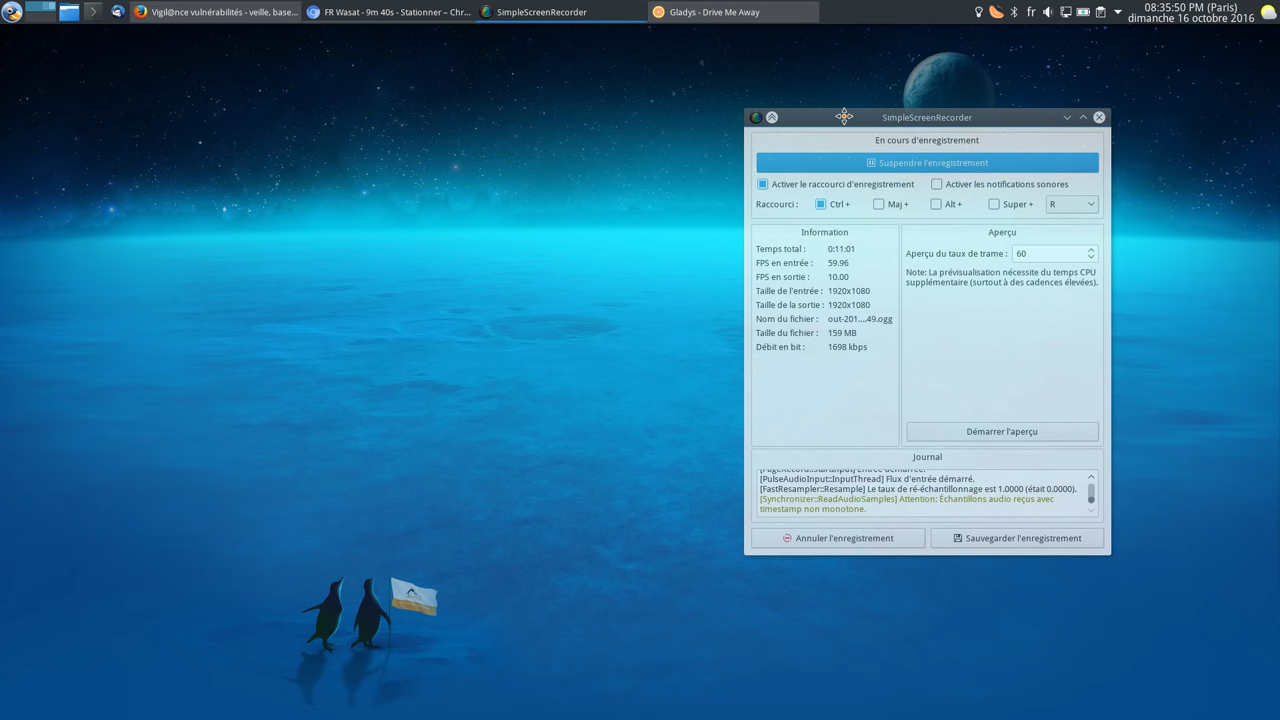 Vigil@nce vulnérabilités - veille, base...
FR Wasat - 9m 40s - Stationner – Chr...
SimpleScreenRecorder
Gladys - Drive Me Away
fr
08:35:50 PM (Paris)
dimanche 16 octobre 2016
SimpleScreenRecorder
En cours d'enregistrement
Suspendre l'enregistrement
Activer le raccourci d'enregistrement
Activer les notifications sonores
Raccourci :
Ctrl +
Maj +
Alt +
Super +
R
Information
Temps total : 0:11:01
FPS en entrée : 59.96
FPS en sortie : 10.00
Taille de l'entrée : 1920x1080
Taille de la sortie : 1920x1080
Nom du fichier : out-201....49.ogg
Taille du fichier : 159 MB
Débit en bit : 1698 kbps
Aperçu
Aperçu du taux de trame : 60
Note: La prévisualisation nécessite du temps CPU
supplémentaire (surtout à des cadences élevées).
Démarrer l'aperçu
Journal
[PageRecord::StartInput] Entrée démarrée.
[PulseAudioInput::InputThread] Flux d'entrée démarré.
[FastResampler::Resample] Le taux de ré-échantillonnage est 1.0000 (était 0.0000).
[Synchronizer::ReadAudioSamples] Attention: Échantillons audio reçus avec
timestamp non monotone.
Annuler l'enregistrement
Sauvegarder l'enregistrement